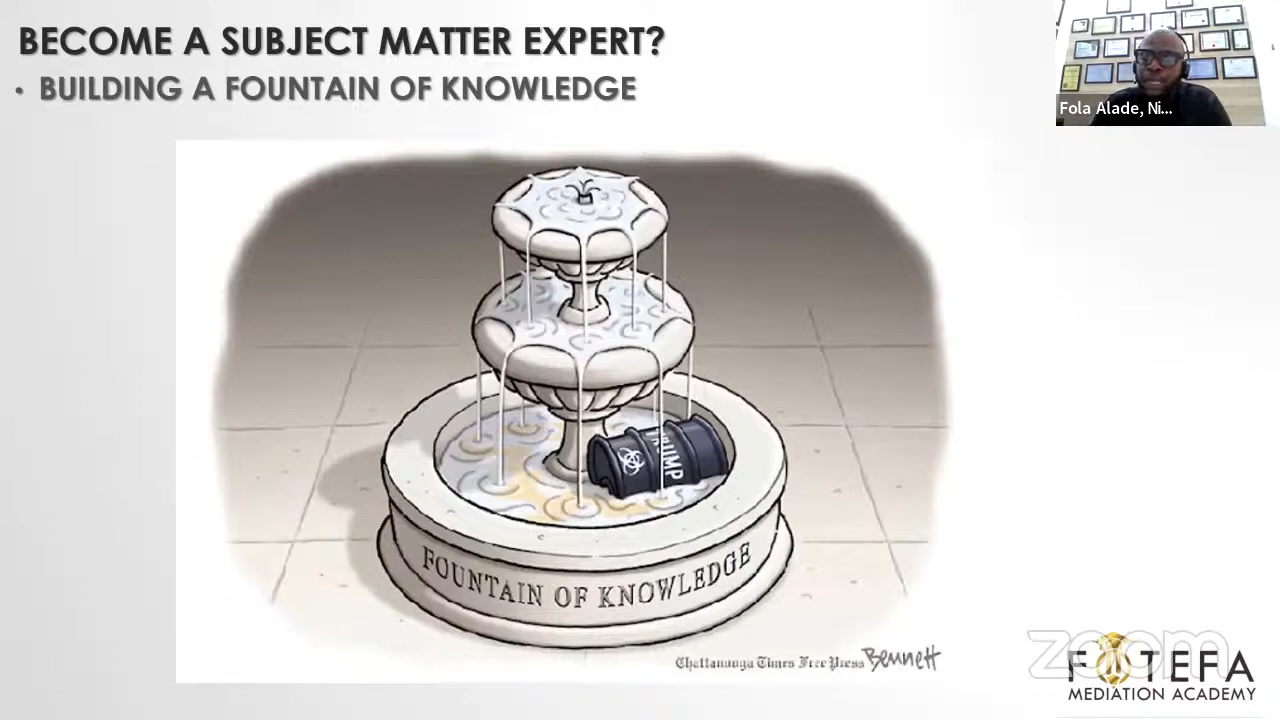 BECOME A SUBJECT MATTER EXPERT?
• BUILDING A FOUNTAIN OF KNOWLEDGE
Fola Alade, Ni...
TRUMP
FOUNTAIN OF KNOWLEDGE
Chattanooga Times Free Press Bennett
zoom
FOTEFA
MEDIATION ACADEMY